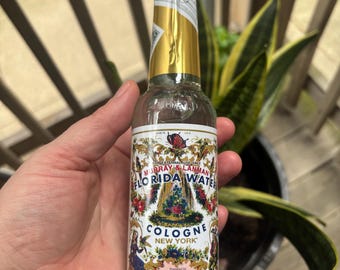 MURRAY & LANMAN
FLORIDA WATER
COLOGNE
NEW YORK